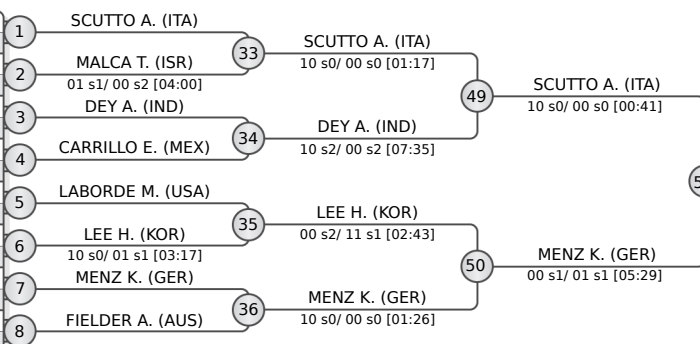 1
SCUTTO A. (ITA)
2
MALCA T. (ISR)
01 s1/ 00 s2 [04:00]
3
DEY A. (IND)
4
CARRILLO E. (MEX)
5
LABORDE M. (USA)
6
LEE H. (KOR)
10 s0/ 01 s1 [03:17]
7
MENZ K. (GER)
8
FIELDER A. (AUS)
33
SCUTTO A. (ITA)
10 s0/ 00 s0 [01:17]
34
DEY A. (IND)
10 s2/ 00 s2 [07:35]
35
LEE H. (KOR)
00 s2/ 11 s1 [02:43]
36
MENZ K. (GER)
10 s0/ 00 s0 [01:26]
49
SCUTTO A. (ITA)
10 s0/ 00 s0 [00:41]
50
MENZ K. (GER)
00 s1/ 01 s1 [05:29]